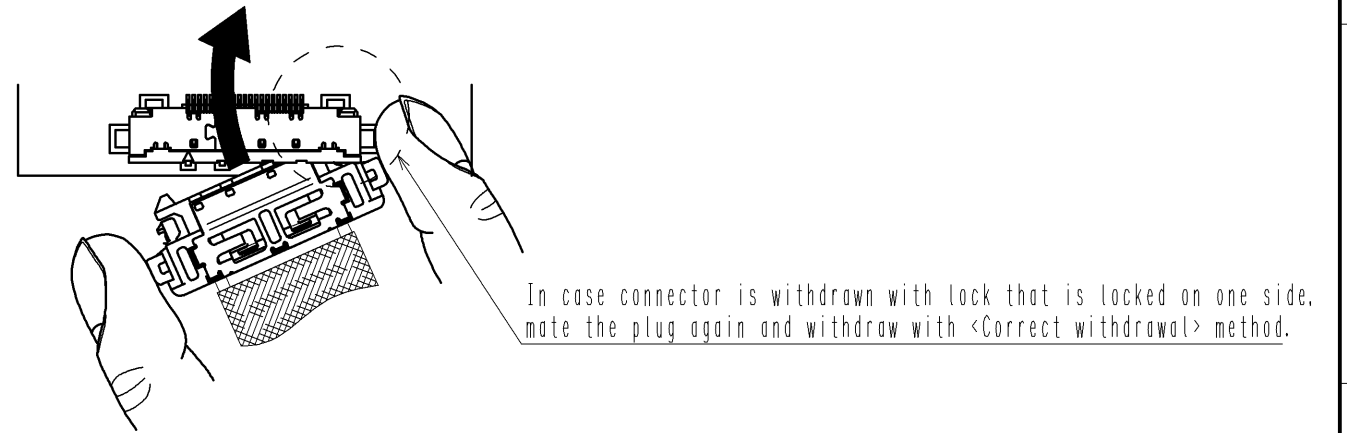 In case connector is withdrawn with lock that is locked on one side,
mate the plug again and withdraw with <Correct withdrawal> method.